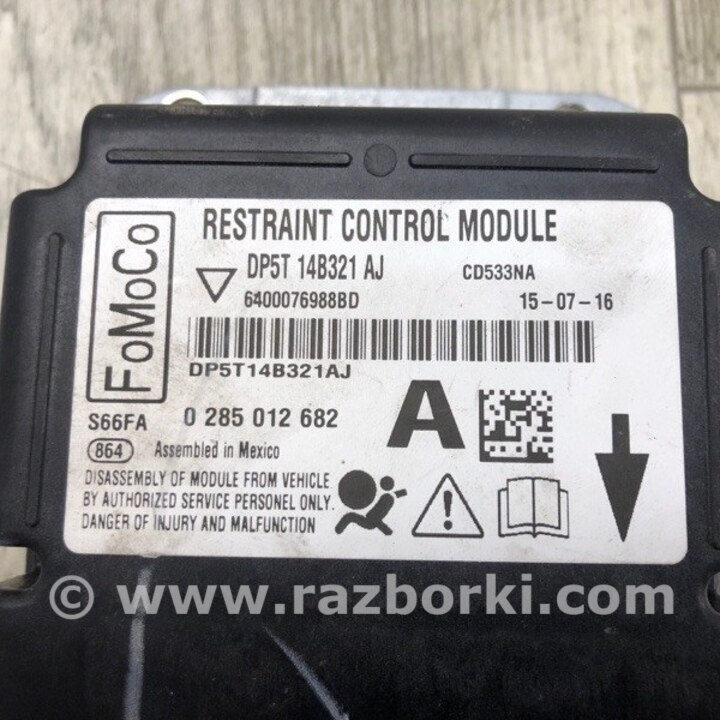 FoMoCo
RESTRAINT CONTROL MODULE
DP5T 14B321 AJ
CD533NA
6400076988BD
15-07-16
DP5T14B321AJ
S66FA
0 285 012 682
A
864
Assembled in Mexico
DISASSEMBLY OF MODULE FROM VEHICLE
BY AUTHORIZED SERVICE PERSONEL ONLY.
DANGER OF INJURY AND MALFUNCTION
© www.razborki.com